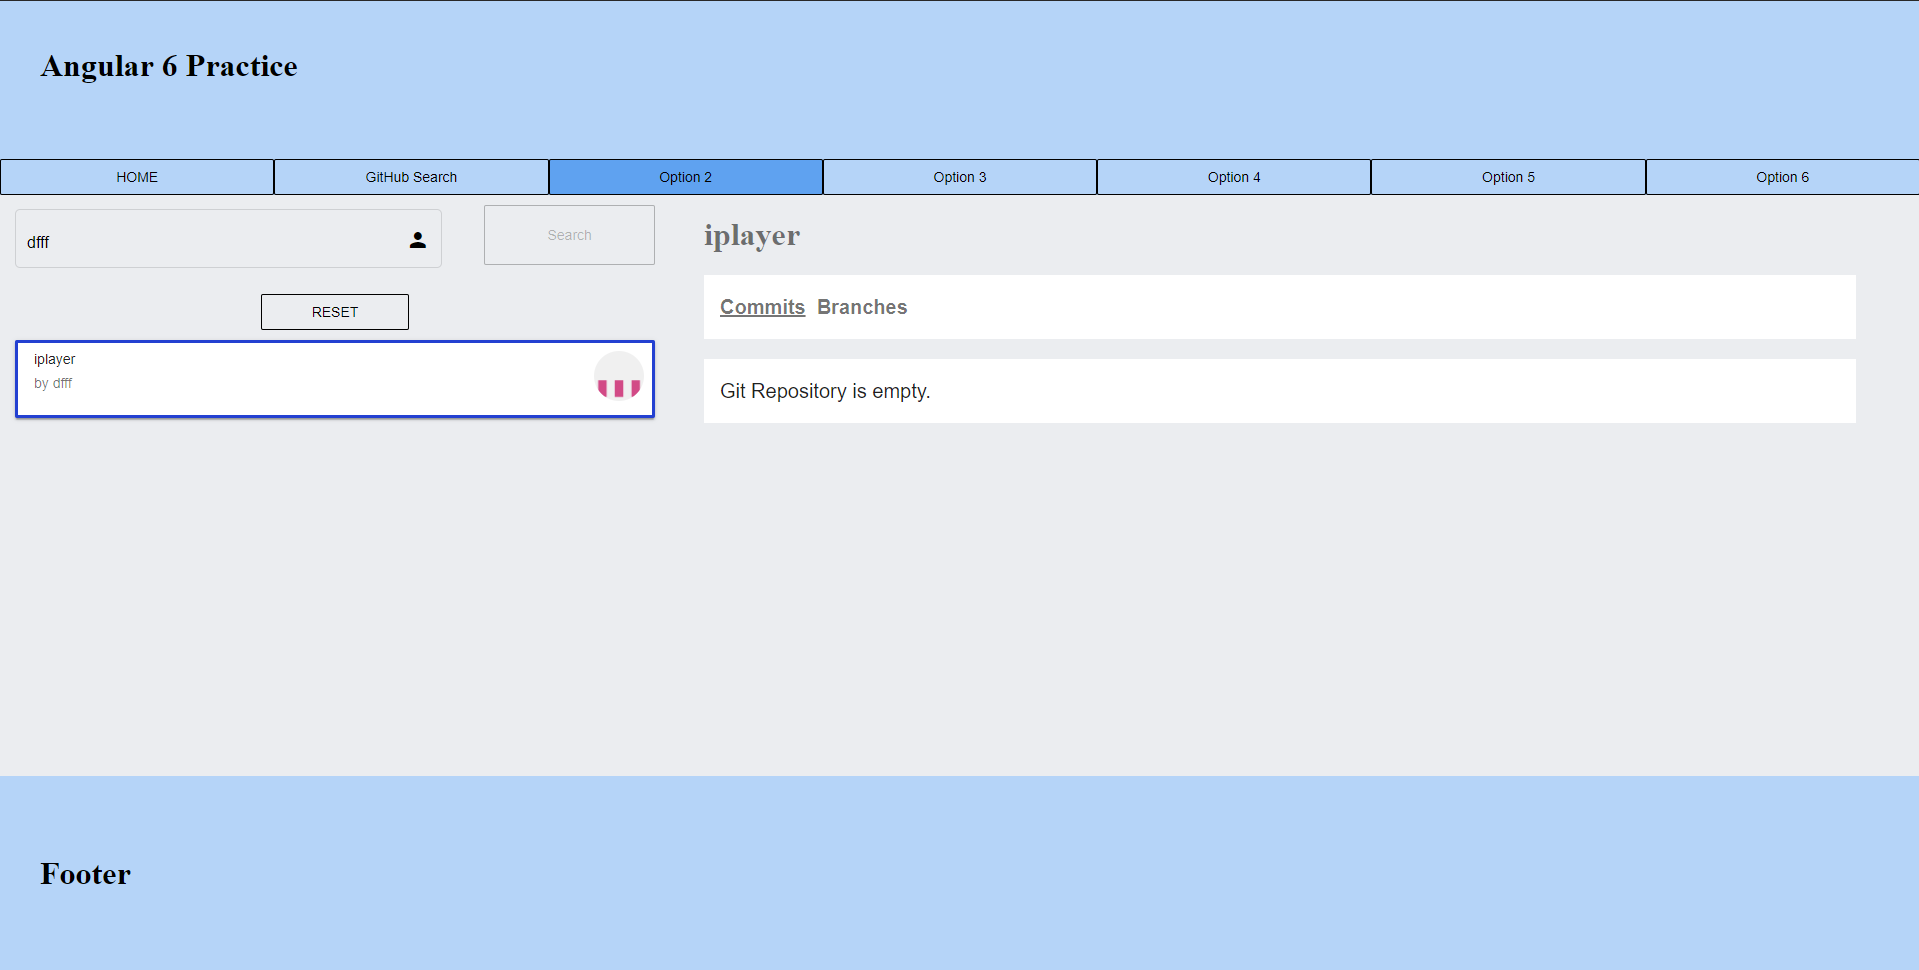 Angular 6 Practice
HOME GitHub Search Option 2 Option 3 Option 4 Option 5 Option 6
dfff
Search
RESET
iplayer
by dfff
iplayer
Commits Branches
Git Repository is empty.
Footer